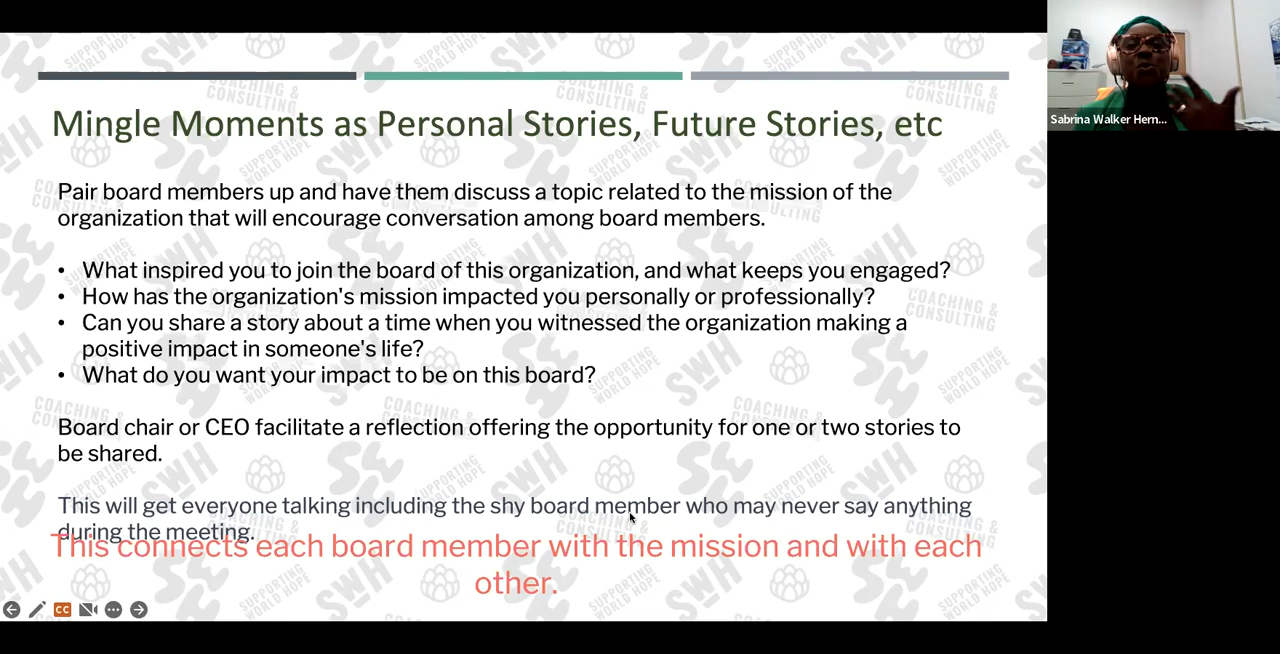 Mingle Moments as Personal Stories, Future Stories, etc
Pair board members up and have them discuss a topic related to the mission of the
organization that will encourage conversation among board members.
• What inspired you to join the board of this organization, and what keeps you engaged?
• How has the organization's mission impacted you personally or professionally?
• Can you share a story about a time when you witnessed the organization making a
positive impact in someone's life?
• What do you want your impact to be on this board?
Board chair or CEO facilitate a reflection offering the opportunity for one or two stories to
be shared.
This will get everyone talking including the shy board member who may never say anything
during the meeting.
This connects each board member with the mission and with each
other.
CC
Sabrina Walker Hern...
SWH
COACHING &
CONSULTING
SUPPORTING
WORLD HOPE